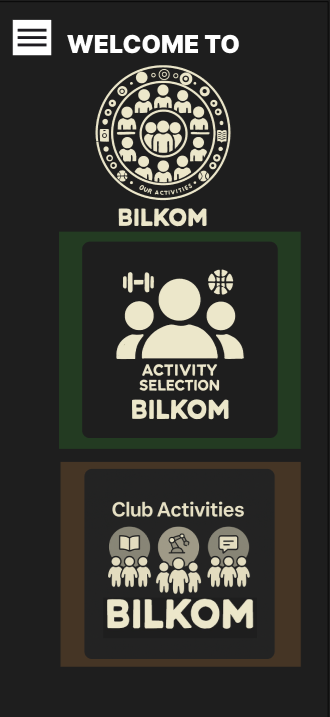 WELCOME TO
OUR ACTIVITIES
BILKOM
ACTIVITY
SELECTION
BILKOM
Club Activities
BILKOM